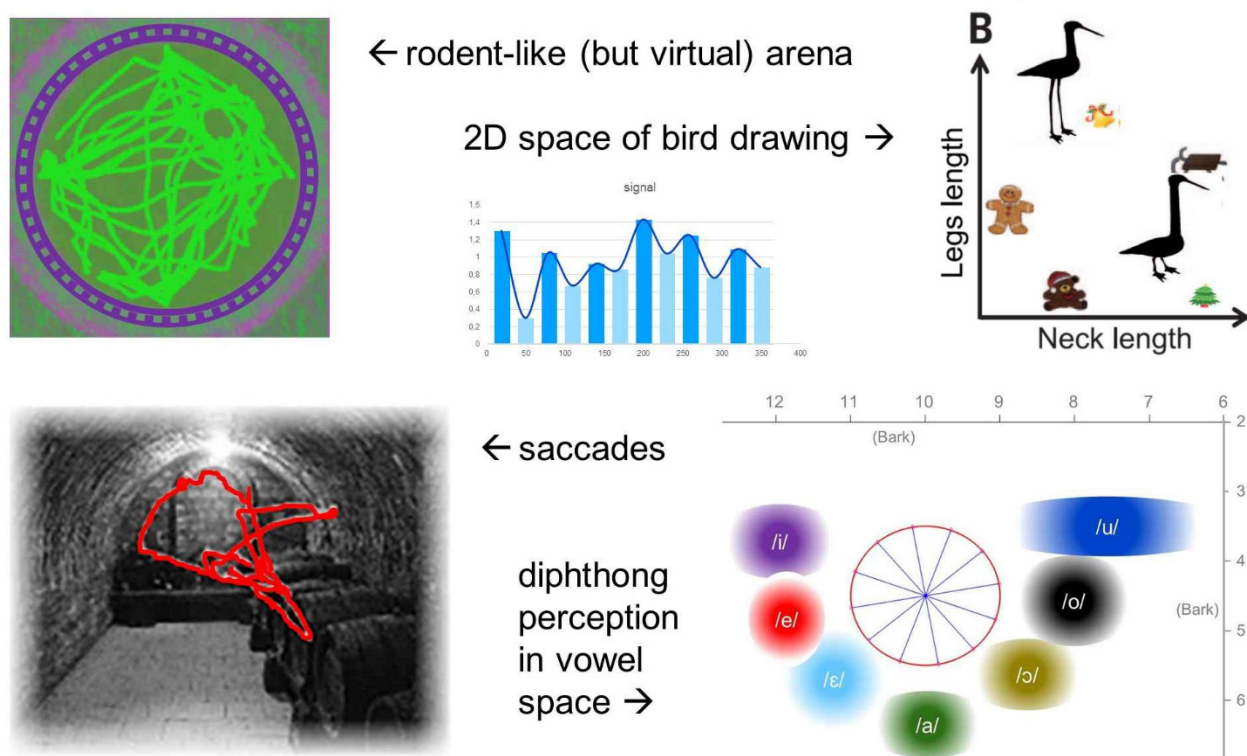 ← rodent-like (but virtual) arena
2D space of bird drawing →
B
Legs length
Neck length
signal
1,6
1,4
1,2
1
0,8
0,6
0,4
0,2
0
0 50 100 150 200 250 300 350 400
← saccades
diphthong
perception
in vowel
space →
12 11 10 9 8 7 6
(Bark)
2
3
4
5
6
(Bark)
/i/
/u/
/e/
/o/
/ɛ/
/ɔ/
/a/